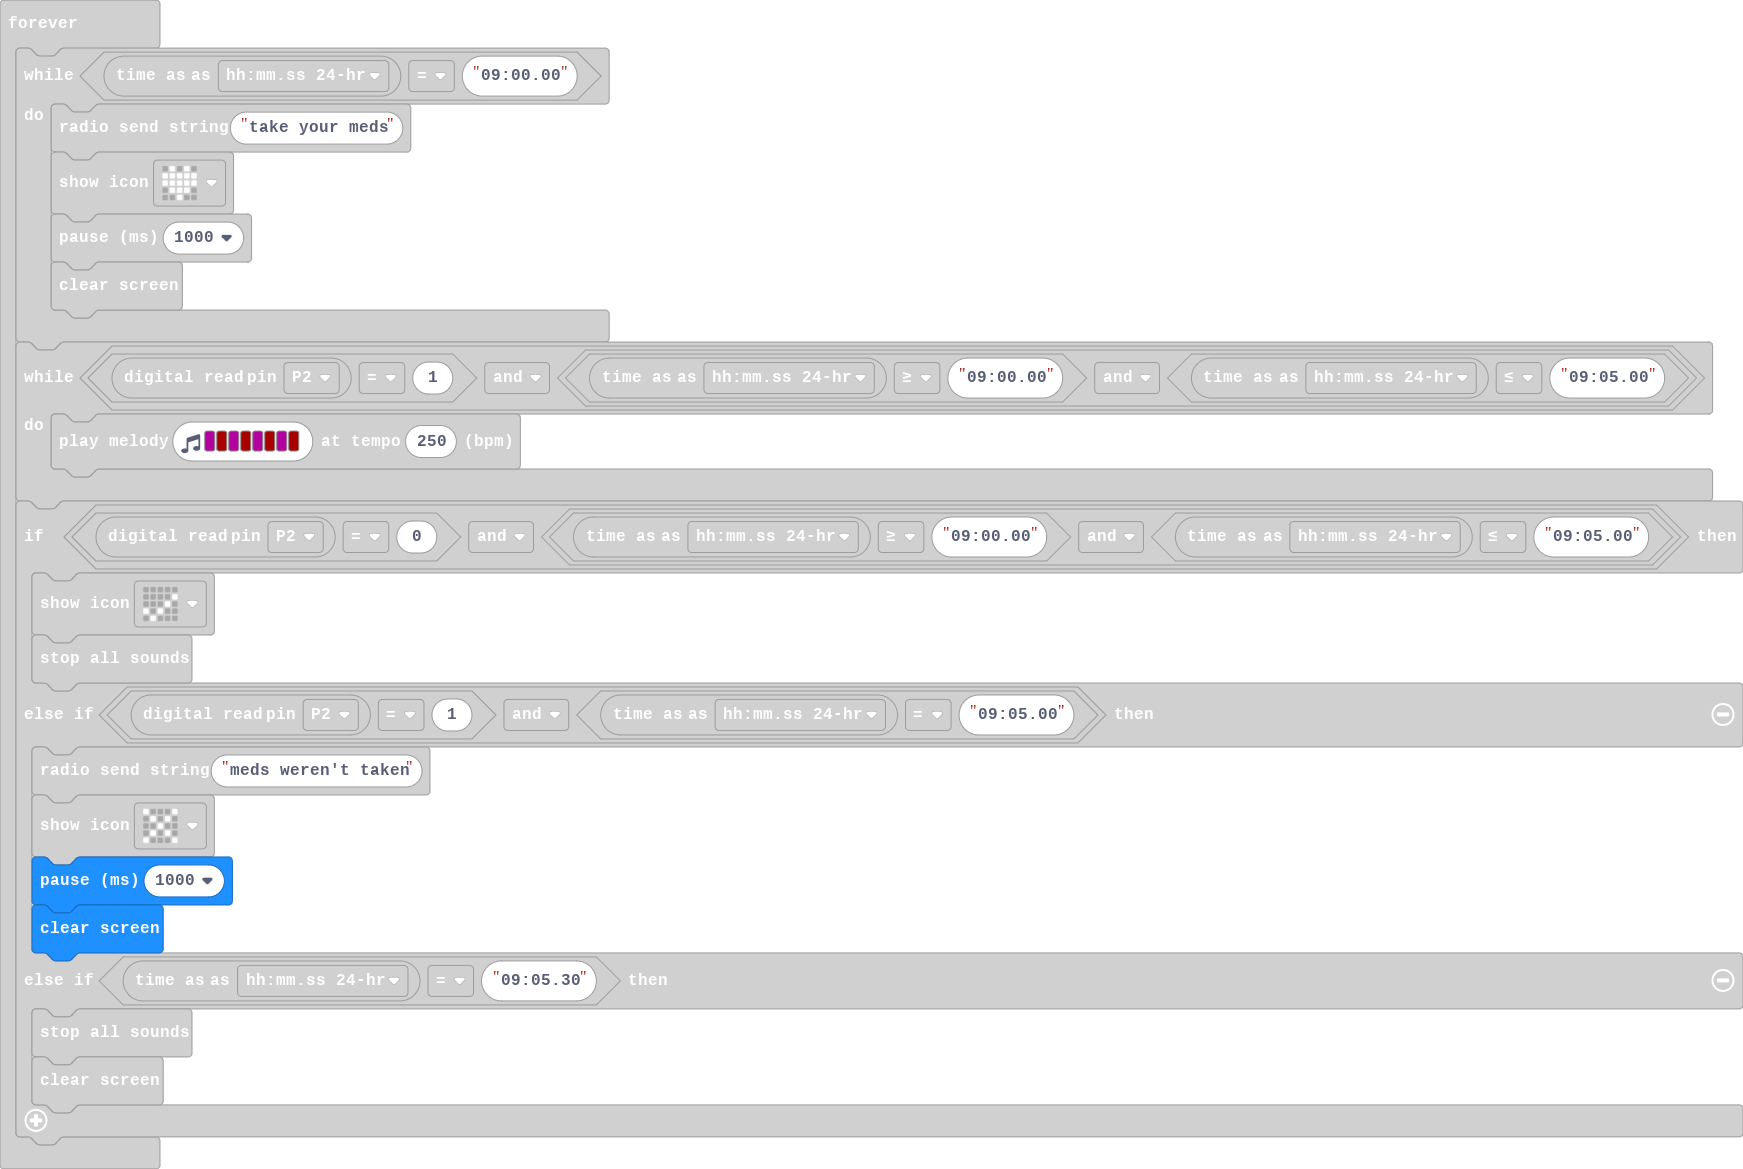 forever
while time as as hh:mm.ss 24-hr = "09:00.00"
do
radio send string "take your meds"
show icon
pause (ms) 1000
clear screen
while digital read pin P2 = 1 and time as as hh:mm.ss 24-hr ≥ "09:00.00" and time as as hh:mm.ss 24-hr ≤ "09:05.00"
do
play melody at tempo 250 (bpm)
if digital read pin P2 = 0 and time as as hh:mm.ss 24-hr ≥ "09:00.00" and time as as hh:mm.ss 24-hr ≤ "09:05.00" then
show icon
stop all sounds
else if digital read pin P2 = 1 and time as as hh:mm.ss 24-hr = "09:05.00" then
radio send string "meds weren't taken"
show icon
pause (ms) 1000
clear screen
else if time as as hh:mm.ss 24-hr = "09:05.30" then
stop all sounds
clear screen